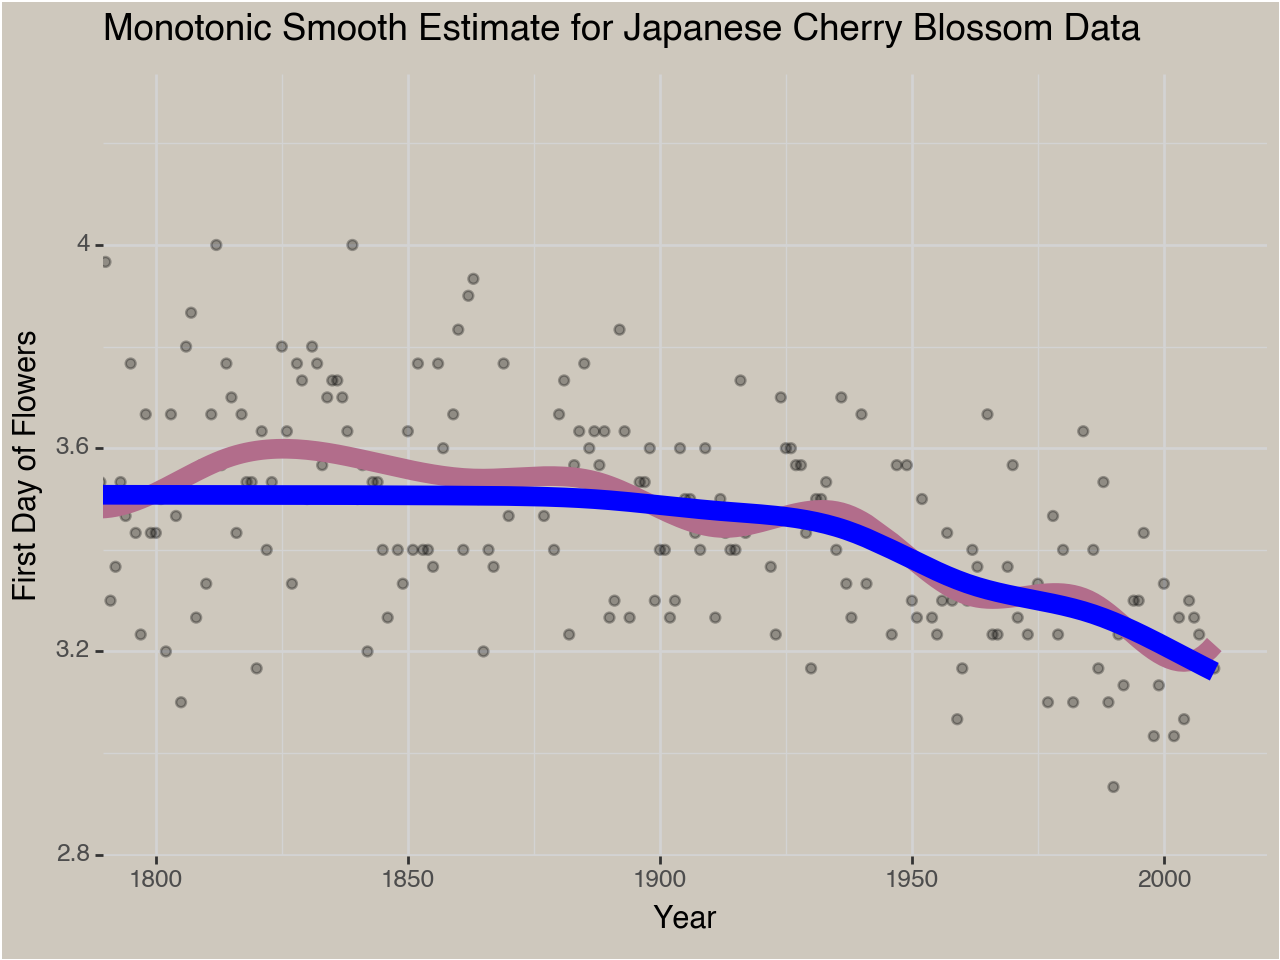 Monotonic Smooth Estimate for Japanese Cherry Blossom Data
First Day of Flowers
4
3.6
3.2
2.8
1800 1850 1900 1950 2000
Year